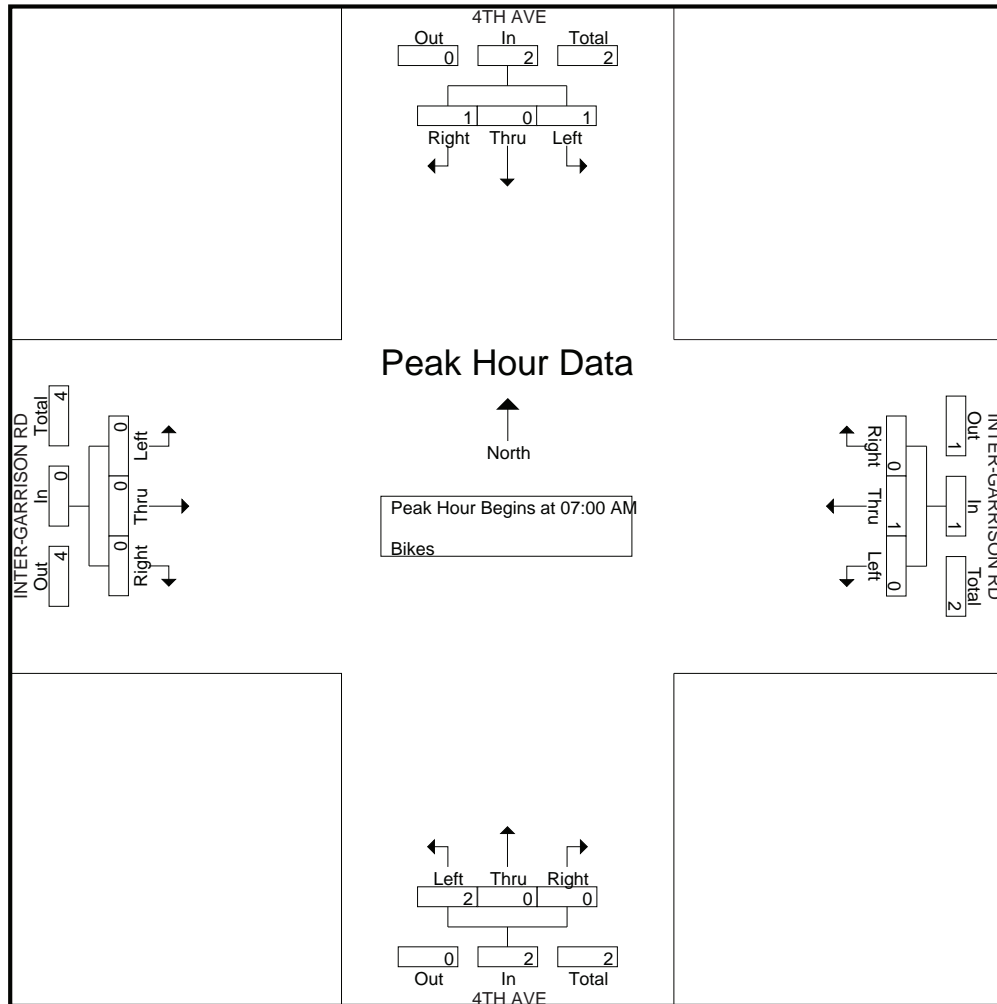 4TH AVE
Out In Total
0 2 2
1 0 1
Right Thru Left
Peak Hour Data
North
Peak Hour Begins at 07:00 AM
Bikes
INTER-GARRISON RD
Out In Total
4 0 4
Right Thru Left
0 0 0
INTER-GARRISON RD
Out In Total
1 1 2
Right Thru Left
0 1 0
Left Thru Right
2 0 0
0 2 2
Out In Total
4TH AVE